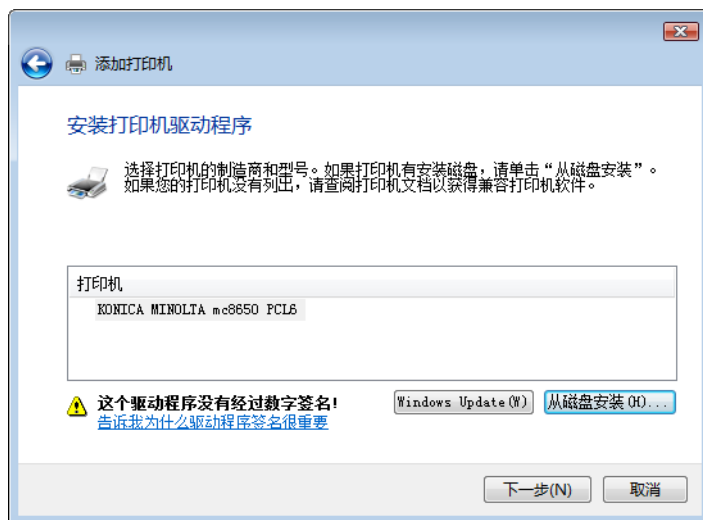 添加打印机
安装打印机驱动程序
选择打印机的制造商和型号。如果打印机有安装磁盘，请单击“从磁盘安装”。
如果您的打印机没有列出，请查阅打印机文档以获得兼容打印机软件。
打印机
KONICA MINOLTA mc8650 PCL6
这个驱动程序没有经过数字签名!
告诉我为什么驱动程序签名很重要
Windows Update(W)
从磁盘安装(H)...
下一步(N)
取消